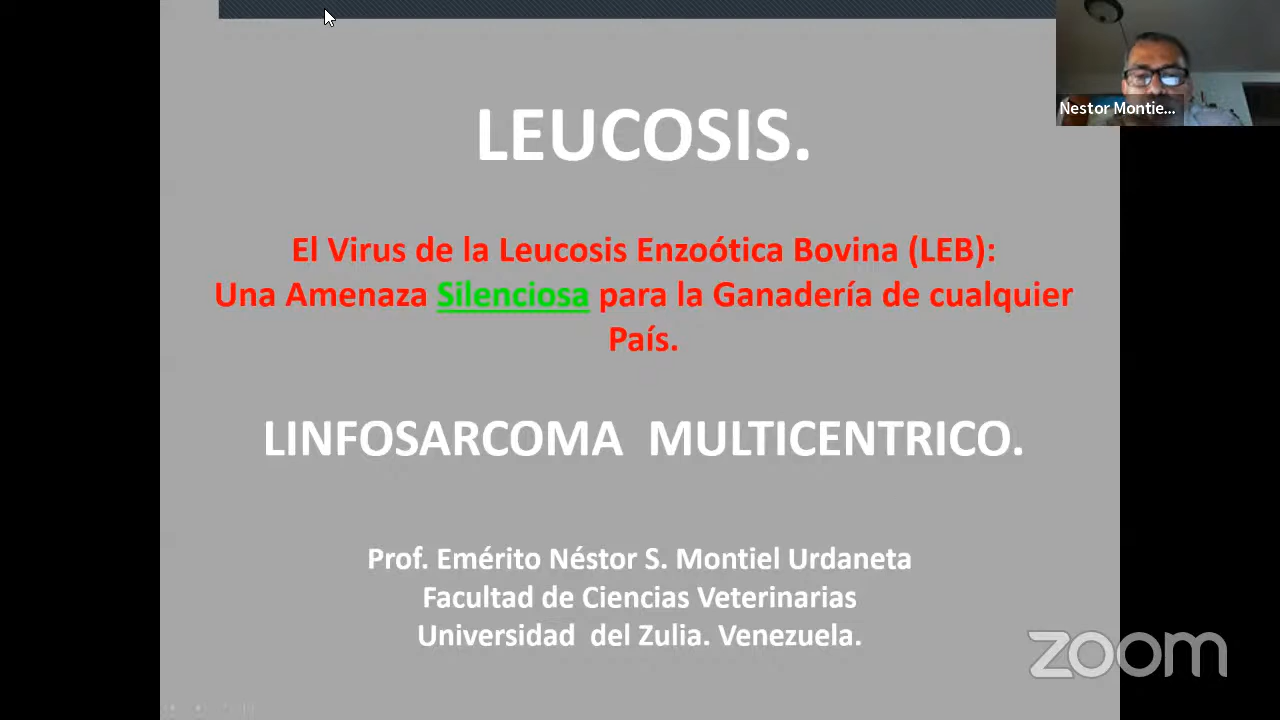 LEUCOSIS.
Nestor Montie...
El Virus de la Leucosis Enzoótica Bovina (LEB):
Una Amenaza Silenciosa para la Ganadería de cualquier
País.
LINFOSARCOMA MULTICENTRICO.
Prof. Emérito Néstor S. Montiel Urdaneta
Facultad de Ciencias Veterinarias
Universidad del Zulia. Venezuela.
zoom